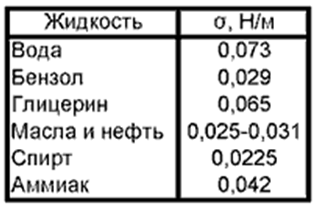 Жидкость σ, Н/м
Вода 0,073
Бензол 0,029
Глицерин 0,065
Масла и нефть 0,025-0,031
Спирт 0,0225
Аммиак 0,042